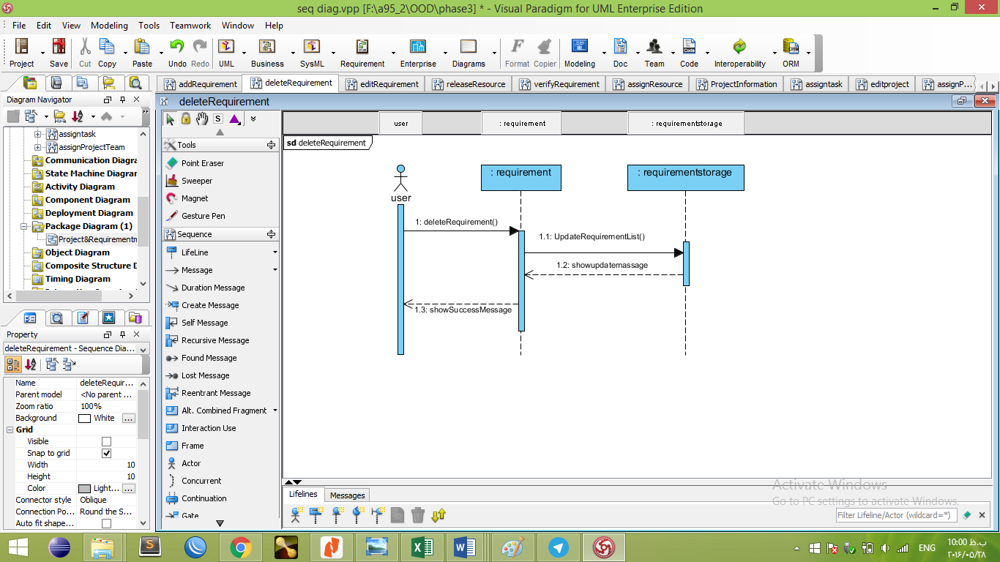 seq diag.vpp [F:\a95_2\OOD\phase3] * - Visual Paradigm for UML Enterprise Edition
File Edit View Modeling Tools Teamwork Window Help
Project Save Cut Copy Paste Undo Redo UML Business SysML Requirement Enterprise Diagrams Format Copier Modeling Doc Team Code Interoperability ORM
addRequirement deleteRequirement editRequirement releaseResource verifyRequirement assignResource ProjectInformation assigntask editproject assignP...
Diagram Navigator
assigntask
assignProjectTeam
Communication Diagra
State Machine Diagram
Activity Diagram
Component Diagram
Deployment Diagram
Package Diagram (1)
Project&Requirementm
Object Diagram
Composite Structure D
Timing Diagram
Property
deleteRequirement - Sequence Dia...
Name deleteRequir...
Parent model <No parent ...
Zoom ratio 100%
Background White ...
Grid
Visible
Snap to grid
Width 10
Height 10
Color Light... ...
Connector style Oblique
Connection Po... Round the S...
Auto fit shape...
deleteRequirement
Tools
Point Eraser
Sweeper
Magnet
Gesture Pen
Sequence
LifeLine
Message
Duration Message
Create Message
Self Message
Recursive Message
Found Message
Lost Message
Reentrant Message
Alt. Combined Fragment
Interaction Use
Frame
Actor
Concurrent
Continuation
Gate
user : requirement : requirementstorage
sd deleteRequirement
: requirement : requirementstorage
user
1: deleteRequirement()
1.1: UpdateRequirementList()
1.2: showupdatemassage
1.3: showSuccessMessage
Activate Windows
Go to PC settings to activate Windows.
Lifelines Messages
Filter Lifeline/Actor (wildcard=*)
ENG
10:00 ب.ظ
۲۰۱۶/۰۵/۲۸